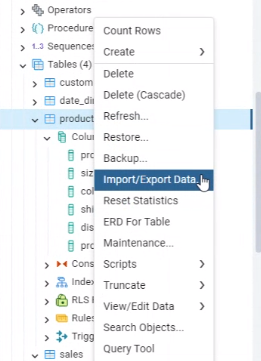 Operators
Procedure
1..3 Sequences
Tables (4)
custom
date_di
product
Colu
pro
siz
col
shi
dis
pro
Cons
Index
RLS P
Rules
Trigg
sales
Count Rows
Create
Delete
Delete (Cascade)
Refresh...
Restore...
Backup...
Import/Export Data...
Reset Statistics
ERD For Table
Maintenance...
Scripts
Truncate
View/Edit Data
Search Objects...
Query Tool